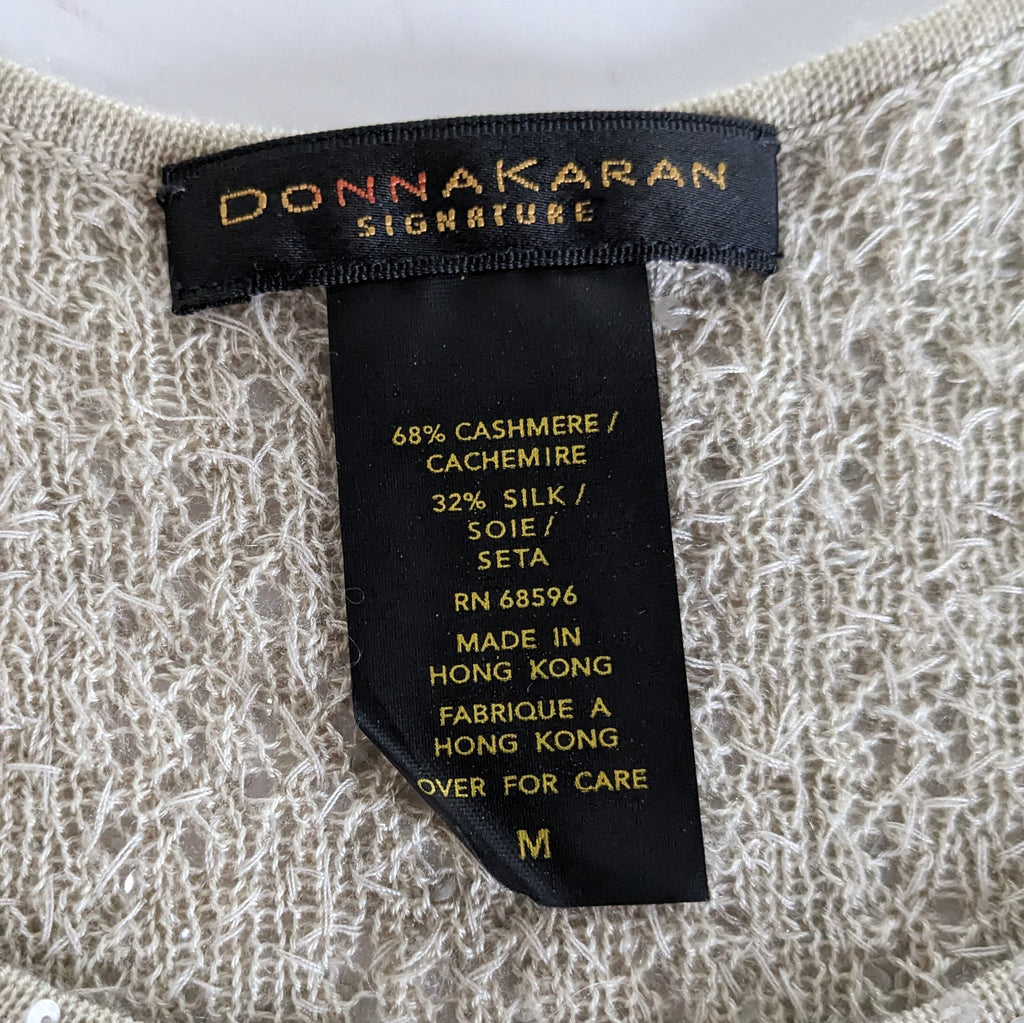 DONNAKARAN
SIGNATURE
68% CASHMERE /
CACHEMIRE
32% SILK /
SOIE /
SETA
RN 68596
MADE IN
HONG KONG
FABRIQUE A
HONG KONG
OVER FOR CARE
M